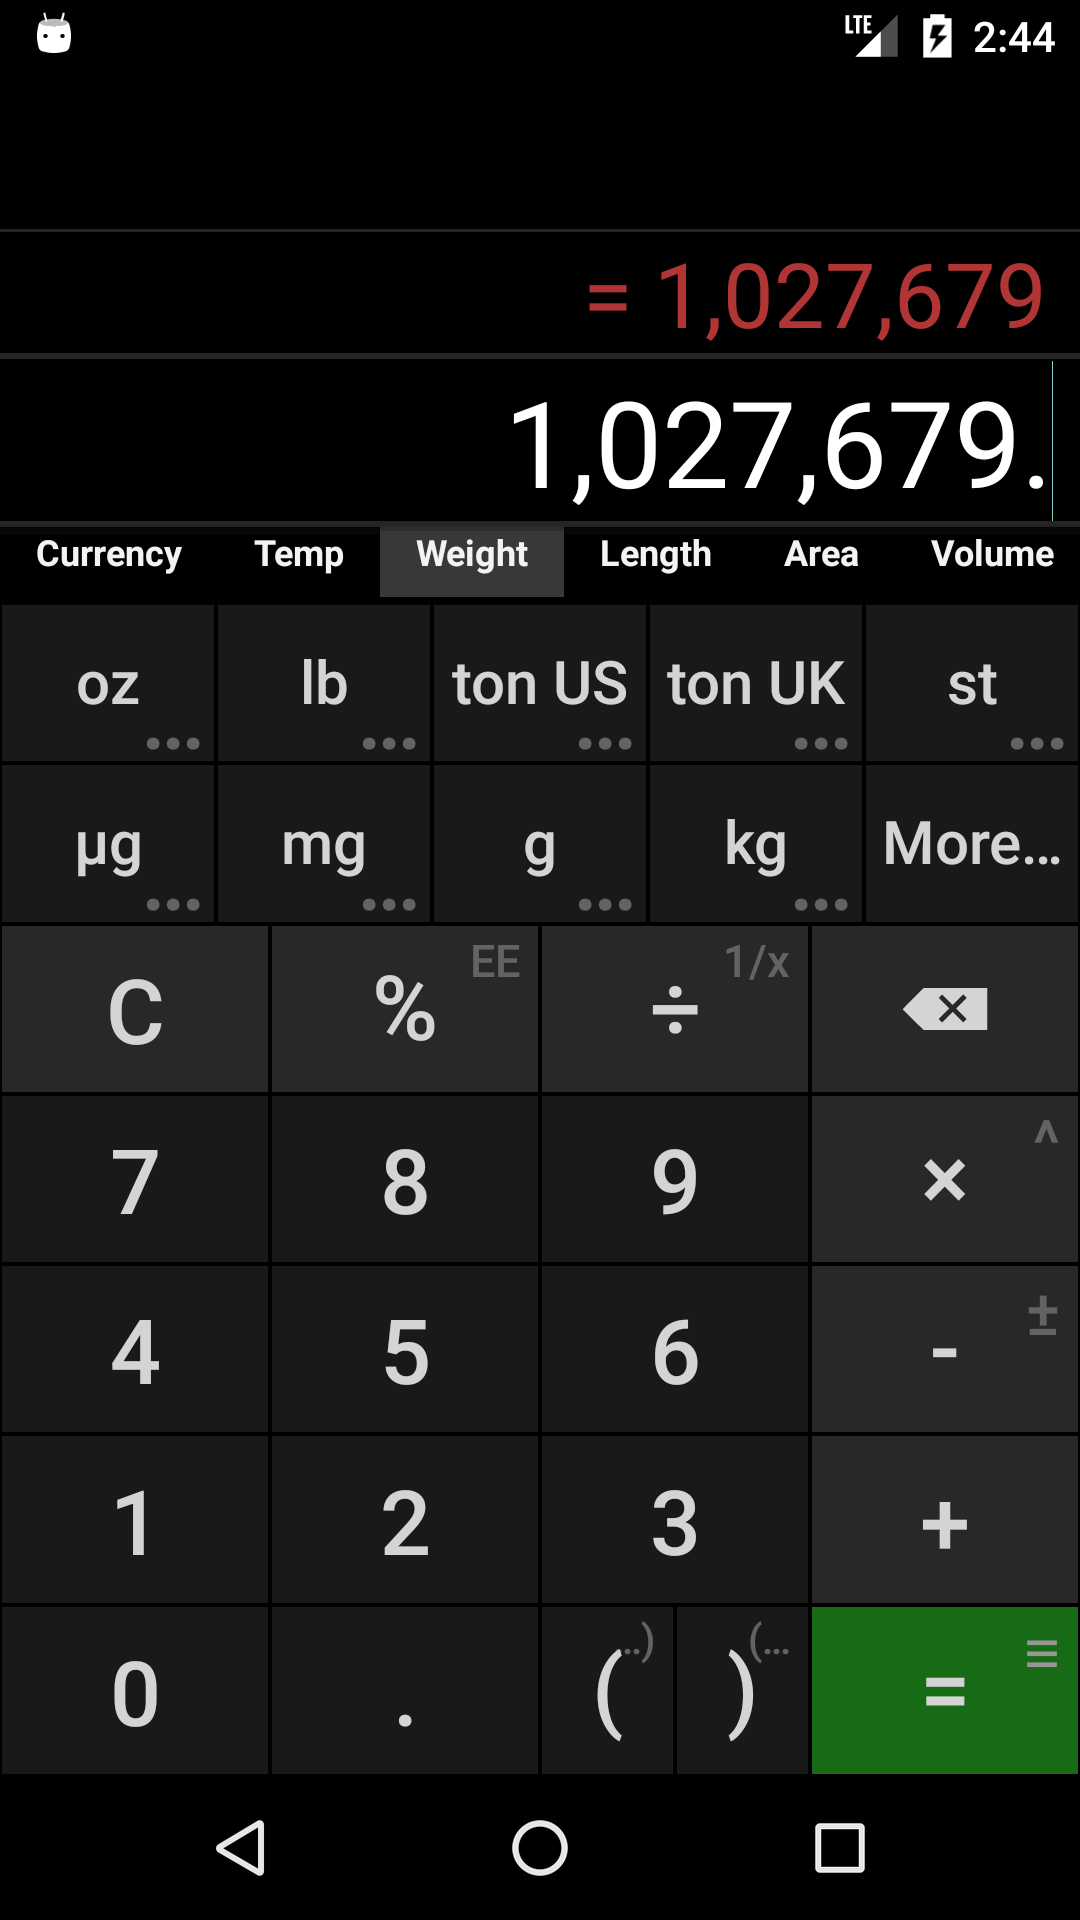 LTE 2:44
= 1,027,679
1,027,679.
Currency Temp Weight Length Area Volume
oz lb ton US ton UK st
µg mg g kg More...
C % EE ÷ 1/x
7 8 9 × ^
4 5 6 - ±
1 2 3 +
0 . ( ..) ) (... =